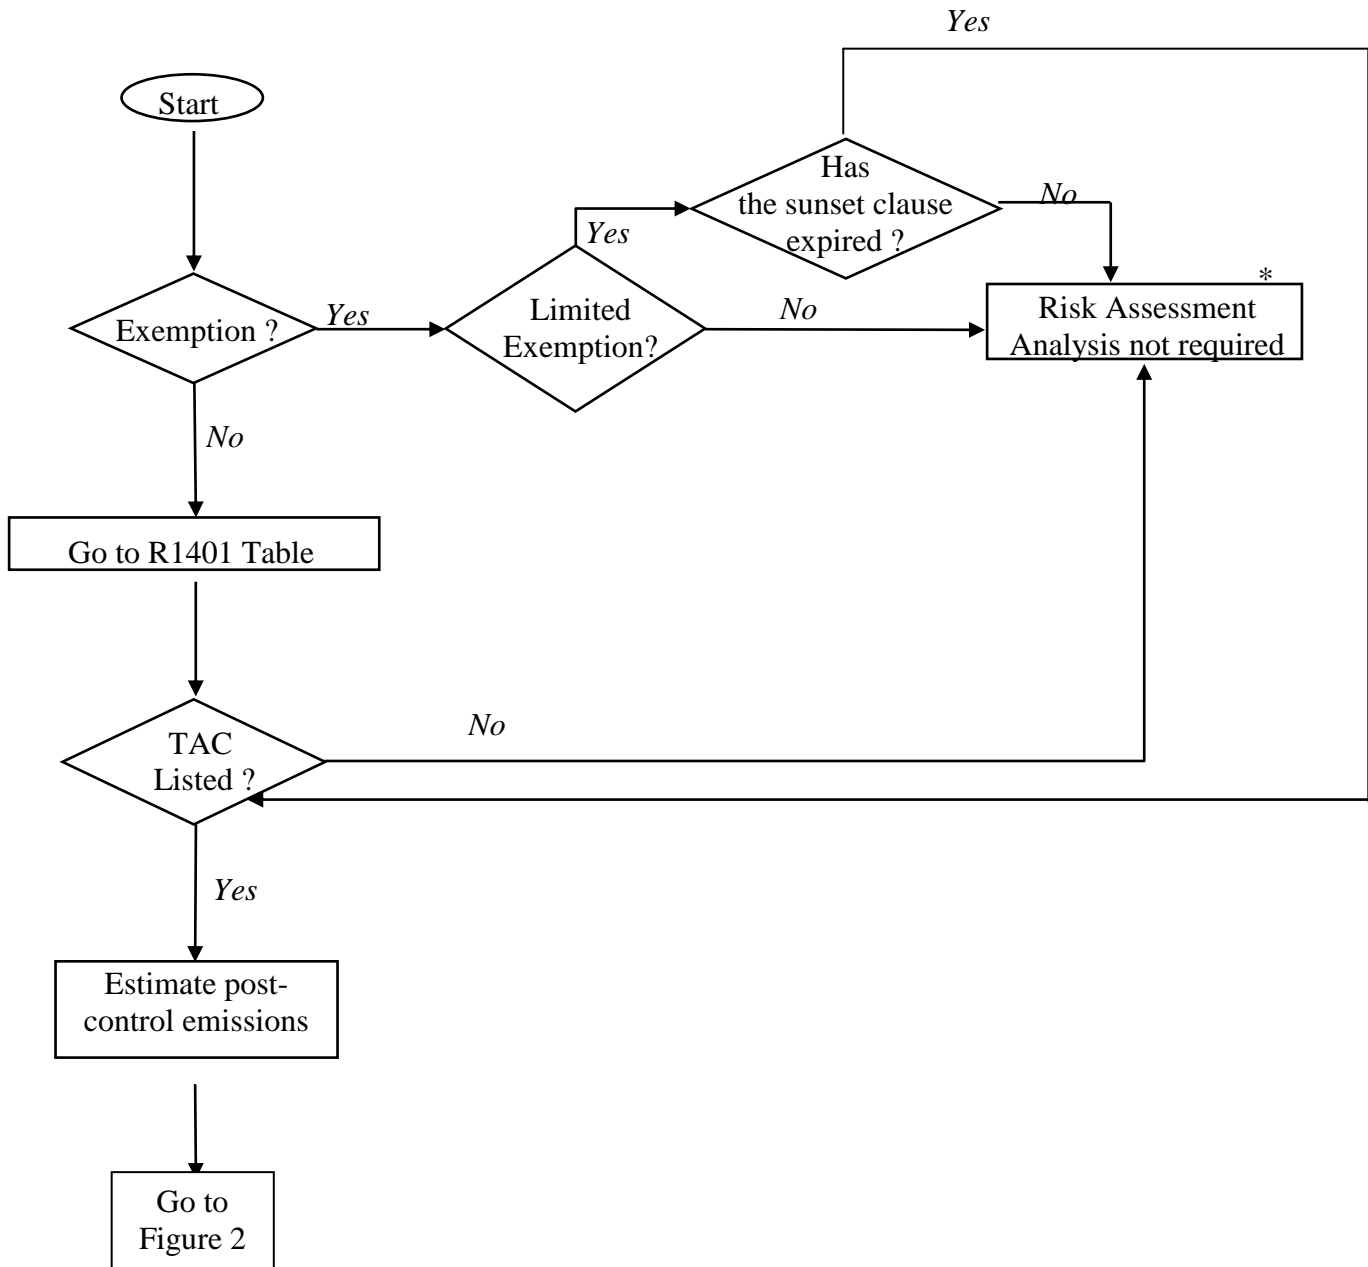 Yes
Start
Has
the sunset clause
expired ?
No
Yes
*
Exemption ?
Yes
Limited
Exemption?
No
Risk Assessment
Analysis not required
No
Go to R1401 Table
TAC
Listed ?
No
Yes
Estimate post-
control emissions
Go to
Figure 2